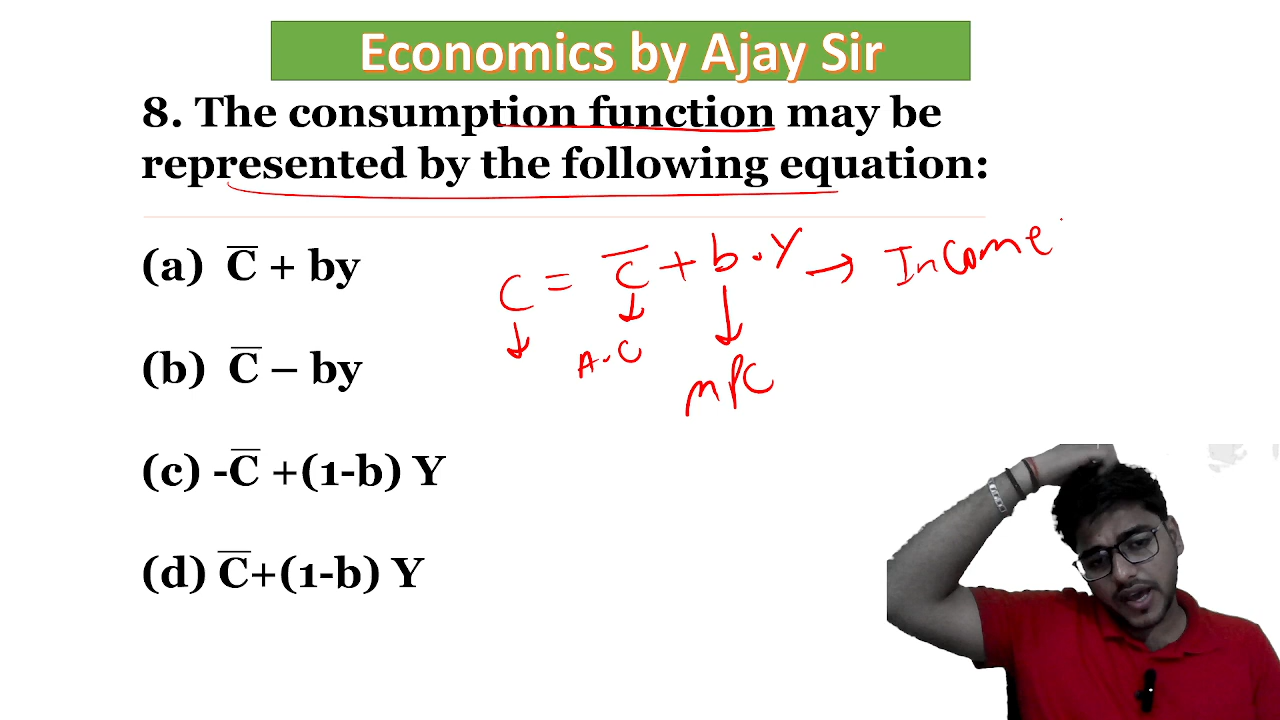 Economics by Ajay Sir
8. The consumption function may be
represented by the following equation:
(a) C̅ + by
C = C̅ + b.Y → Income
A.C
MPC
(b) C̅ – by
(c) -C̅ +(1-b) Y
(d) C̅+(1-b) Y